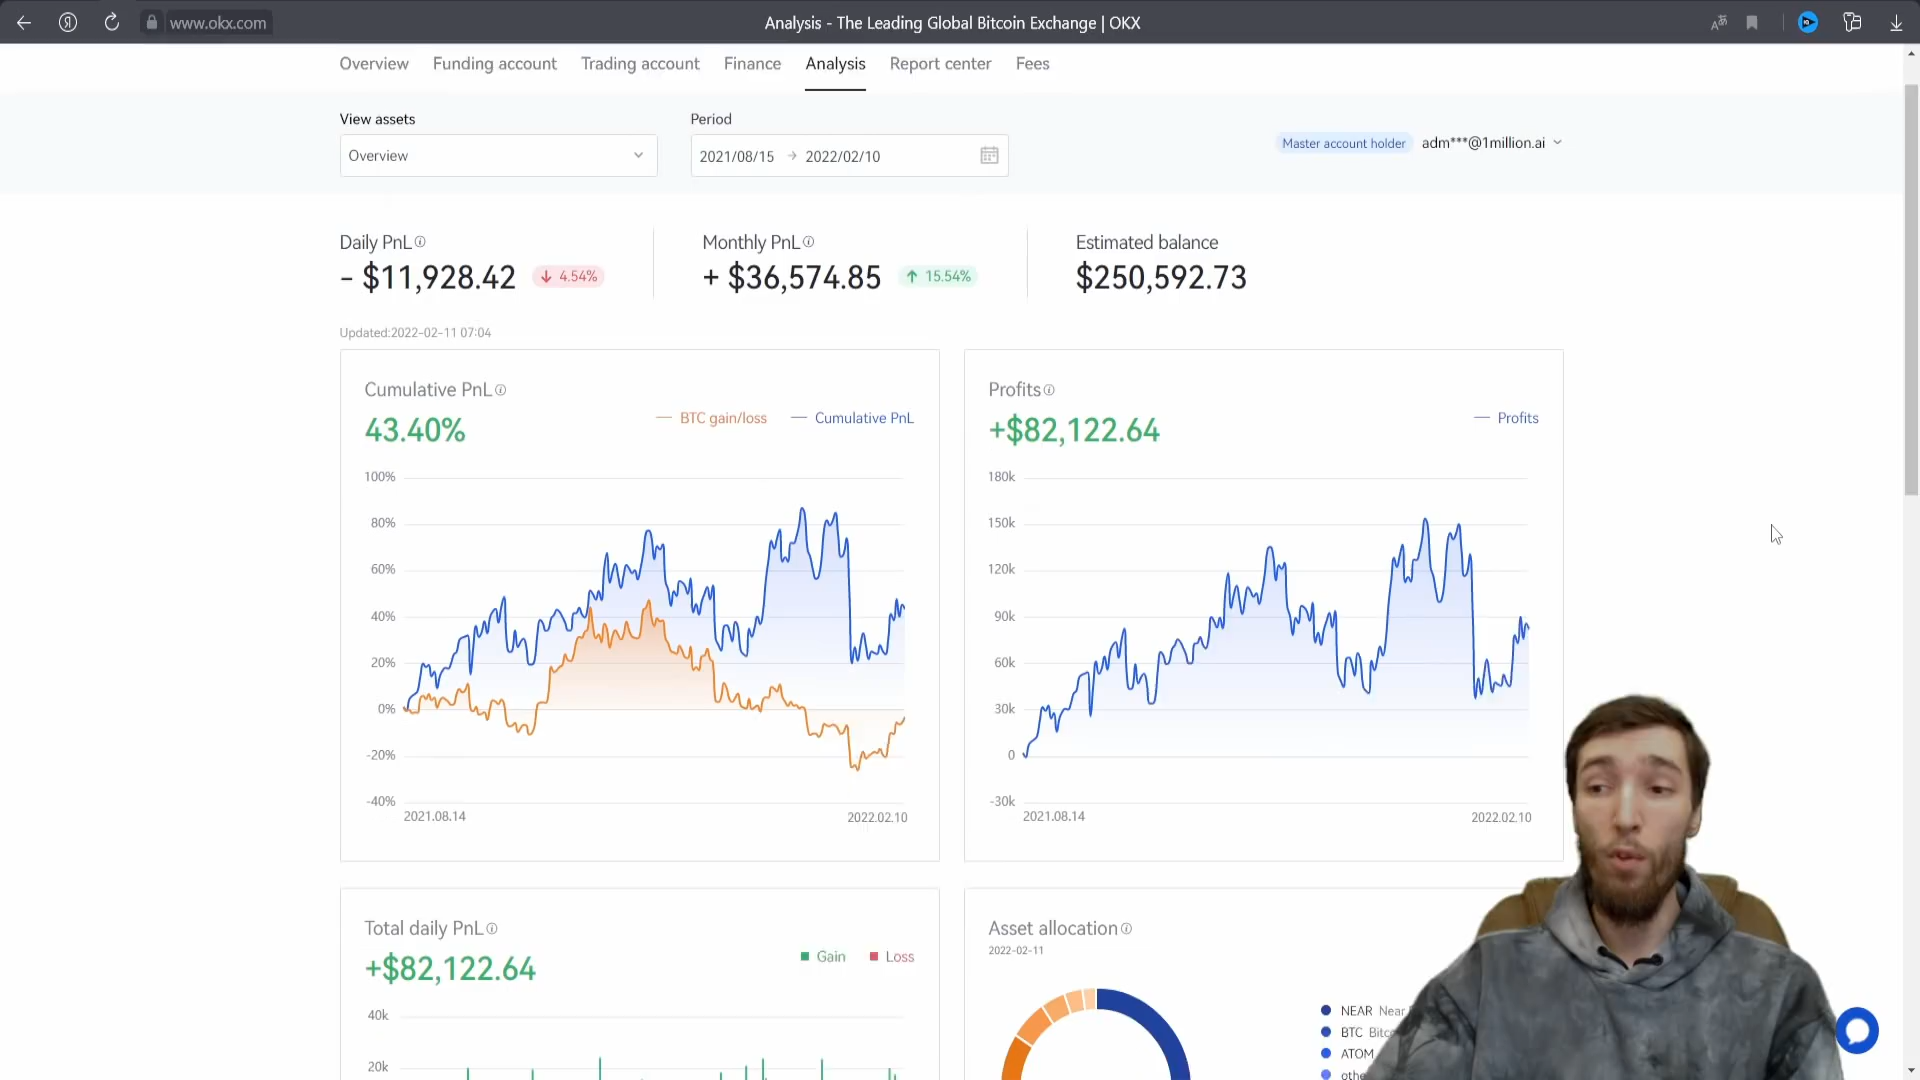 www.okx.com
Analysis - The Leading Global Bitcoin Exchange | OKX
Overview Funding account Trading account Finance Analysis Report center Fees
View assets
Overview
Period
2021/08/15 → 2022/02/10
Master account holder adm***@1million.ai
Daily PnL
- $11,928.42 ↓ 4.54%
Monthly PnL
+ $36,574.85 ↑ 15.54%
Estimated balance
$250,592.73
Updated:2022-02-11 07:04
Cumulative PnL
43.40%
BTC gain/loss Cumulative PnL
100%
80%
60%
40%
20%
0%
-20%
-40%
2021.08.14 2022.02.10
Profits
+$82,122.64
Profits
180k
150k
120k
90k
60k
30k
0
-30k
2021.08.14 2022.02.10
Total daily PnL
+$82,122.64
Gain Loss
40k
20k
Asset allocation
2022-02-11
NEAR Near
BTC
ATOM